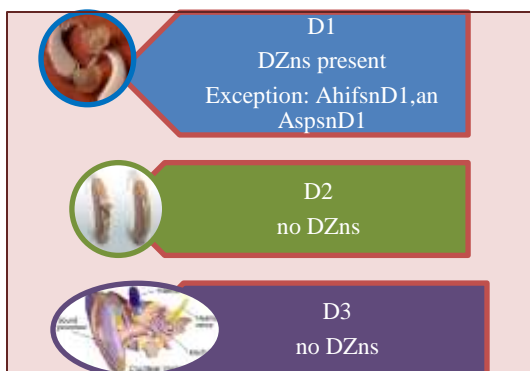 D1
DZns present
Exception: AhifsnD1,an
AspsnD1
D2
no DZns
D3
no DZns